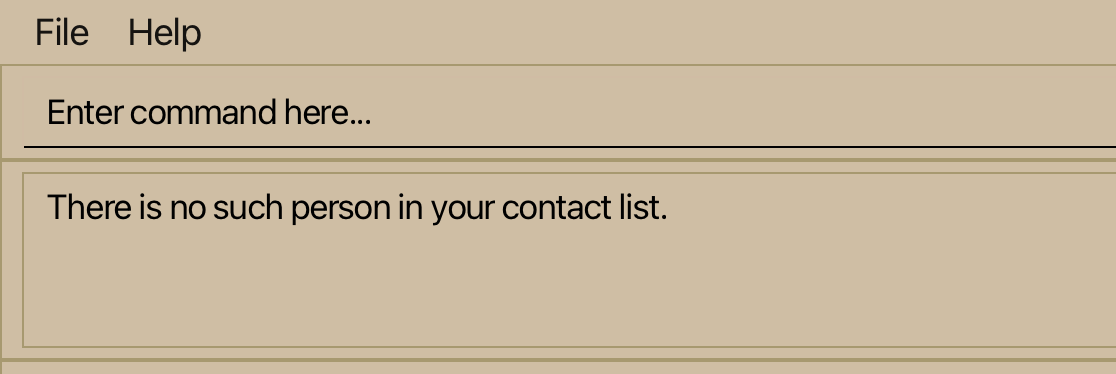 File Help
Enter command here...
There is no such person in your contact list.